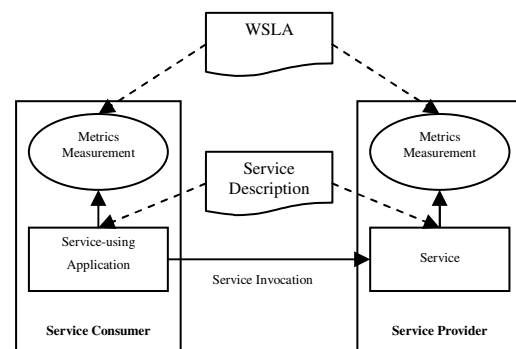 WSLA
Metrics
Measurement
Metrics
Measurement
Service
Description
Service-using
Application
Service
Service Invocation
Service Consumer
Service Provider